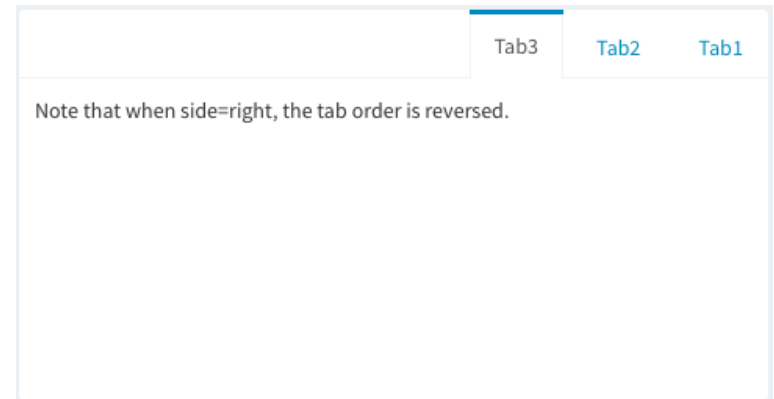 Tab3 Tab2 Tab1
Note that when side=right, the tab order is reversed.